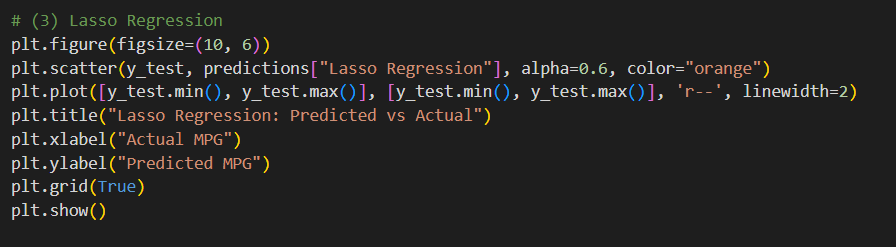 # (3) Lasso Regression
plt.figure(figsize=(10, 6))
plt.scatter(y_test, predictions["Lasso Regression"], alpha=0.6, color="orange")
plt.plot([y_test.min(), y_test.max()], [y_test.min(), y_test.max()], 'r--', linewidth=2)
plt.title("Lasso Regression: Predicted vs Actual")
plt.xlabel("Actual MPG")
plt.ylabel("Predicted MPG")
plt.grid(True)
plt.show()